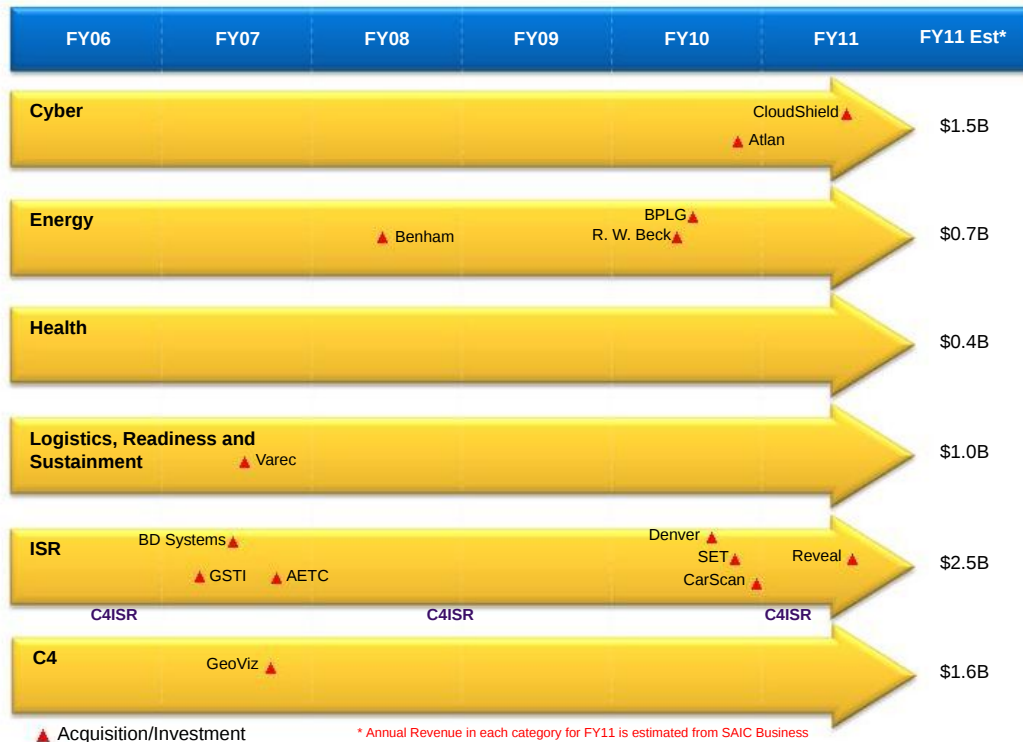 FY06 FY07 FY08 FY09 FY10 FY11 FY11 Est*
Cyber
CloudShield
Atlan
$1.5B
Energy
BPLG
Benham
R. W. Beck
$0.7B
Health
$0.4B
Logistics, Readiness and
Sustainment
Varec
$1.0B
ISR
BD Systems
GSTI
AETC
Denver
SET
CarScan
Reveal
$2.5B
C4ISR C4ISR C4ISR
C4
GeoViz
$1.6B
Acquisition/Investment
* Annual Revenue in each category for FY11 is estimated from SAIC Business